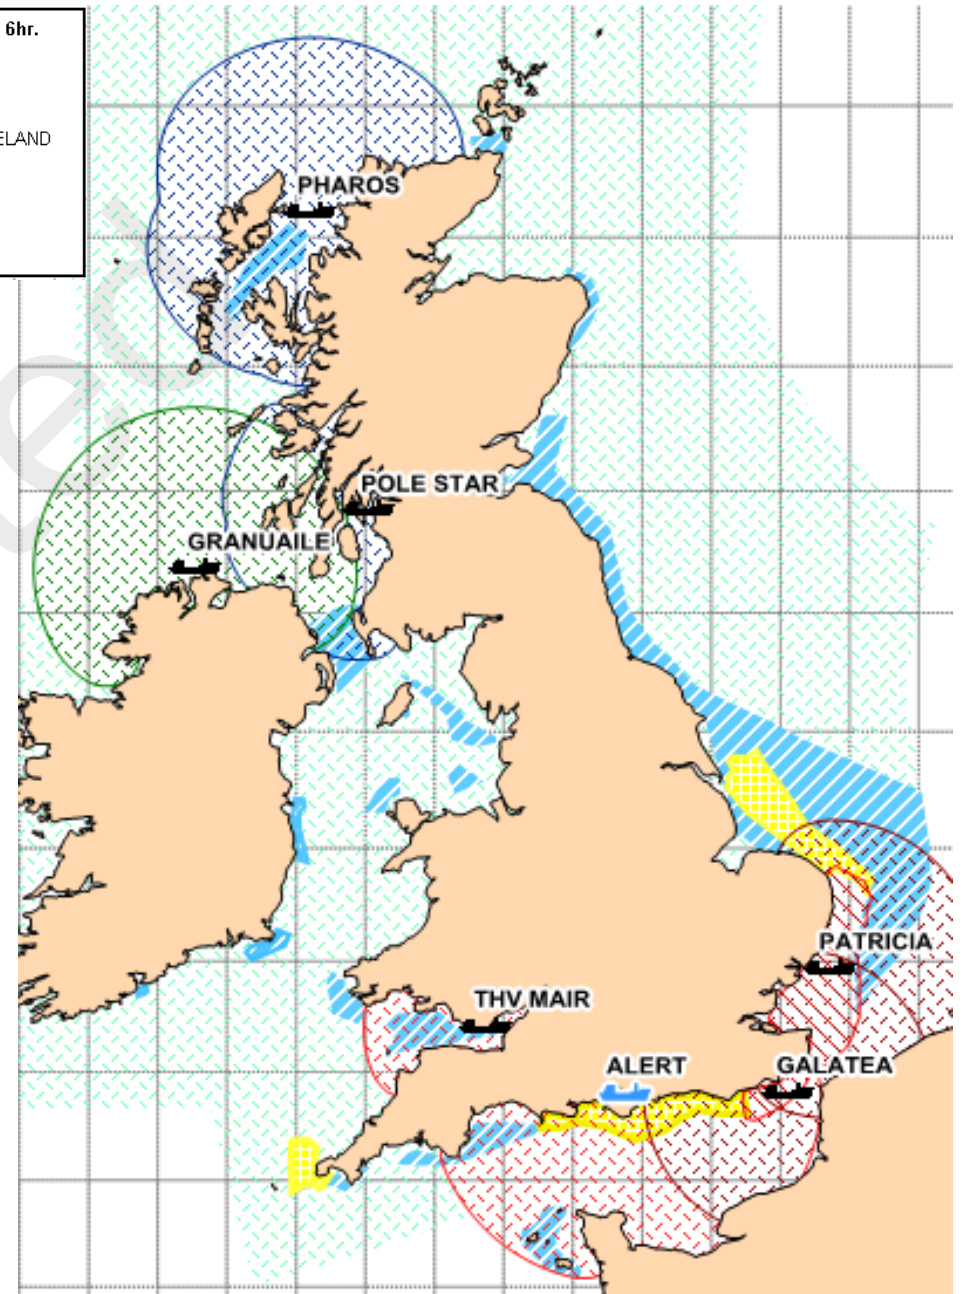 6hr.
ELAND
PHAROS
POLE STAR
GRANUAILE
PATRICIA
THV MAIR
ALERT
GALATEA